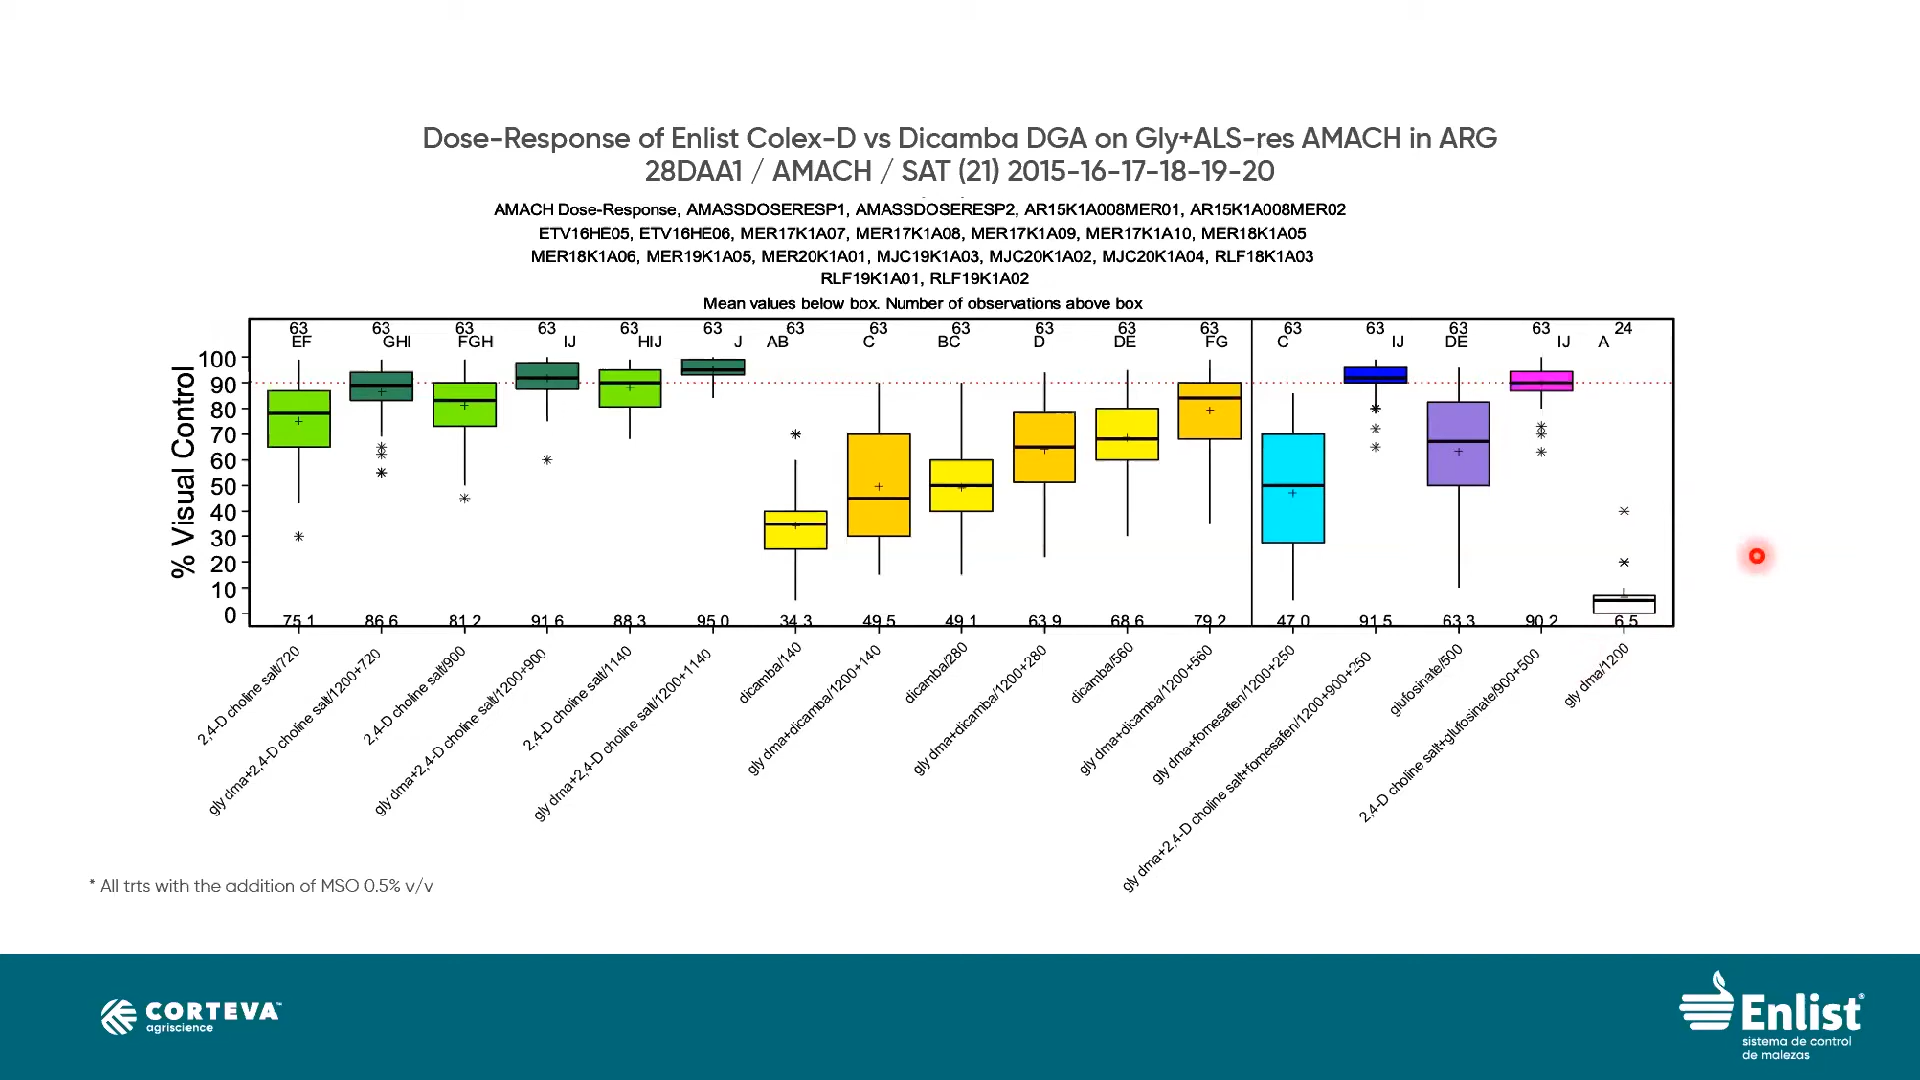 Dose-Response of Enlist Colex-D vs Dicamba DGA on Gly+ALS-res AMACH in ARG
28DAA1 / AMACH / SAT (21) 2015-16-17-18-19-20
AMACH Dose-Response, AMASSDOSERESP1, AMASSDOSERESP2, AR15K1A008MER01, AR15K1A008MER02
ETV16HE05, ETV16HE06, MER17K1A07, MER17K1A08, MER17K1A09, MER17K1A10, MER18K1A05
MER18K1A06, MER19K1A05, MER20K1A01, MJC19K1A03, MJC20K1A02, MJC20K1A04, RLF18K1A03
RLF19K1A01, RLF19K1A02
Mean values below box. Number of observations above box
63 63 63 63 63 63 63 63 63 63 63 63 63 63 63 63 24
EF GHI FGH IJ HIJ J AB C BC D DE FG C IJ DE IJ A
% Visual Control
100
90
80
70
60
50
40
30
20
10
0
75.1 86.6 81.2 91.6 88.3 95.0 34.3 49.5 49.1 63.9 68.6 79.2 47.0 91.5 63.3 90.2 6.5
2,4-D choline salt/720
gly dma+2,4-D choline salt/1200+720
2,4-D choline salt/900
gly dma+2,4-D choline salt/1200+900
2,4-D choline salt/1140
gly dma+2,4-D choline salt/1200+1140
dicamba/140
gly dma+dicamba/1200+140
dicamba/280
gly dma+dicamba/1200+280
dicamba/560
gly dma+dicamba/1200+560
gly dma+fomesafen/1200+250
gly dma+2,4-D choline salt+fomesafen/1200+900+250
glufosinate/500
2,4-D choline salt+glufosinate/900+500
gly dma/1200
* All trts with the addition of MSO 0.5% v/v
CORTEVA™
agriscience
Enlist®
sistema de control
de malezas